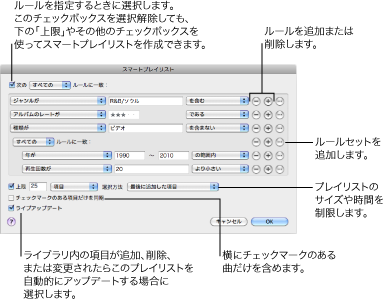 ルールを指定するときに選択します。
このチェックボックスを選択解除しても、
下の「上限」やその他のチェックボックスを
使ってスマートプレイリストを作成できます。
ルールを追加または
削除します。
スマートプレイリスト
次の すべての ルールに一致:
ジャンルが R&B/ソウル を含む
アルバムのレートが ★★★ である
種類が ビデオ を含まない
すべての ルールに一致:
年が 1990 ~ 2010 の範囲内
再生回数が 20 より小さい
ルールセットを
追加します。
上限 25 項目 選択方法 最後に追加した項目
チェックマークのある項目だけを同期
ライブアップデート
キャンセル OK
プレイリストの
サイズや時間を
制限します。
ライブラリ内の項目が追加、削除、
または変更されたらこのプレイリストを
自動的にアップデートする場合に
選択します。
横にチェックマークのある
曲だけを含めます。